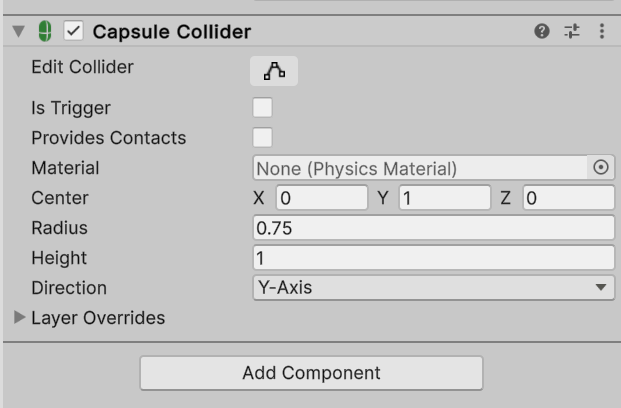 Capsule Collider
Edit Collider
Is Trigger
Provides Contacts
Material None (Physics Material)
Center X 0 Y 1 Z 0
Radius 0.75
Height 1
Direction Y-Axis
Layer Overrides
Add Component